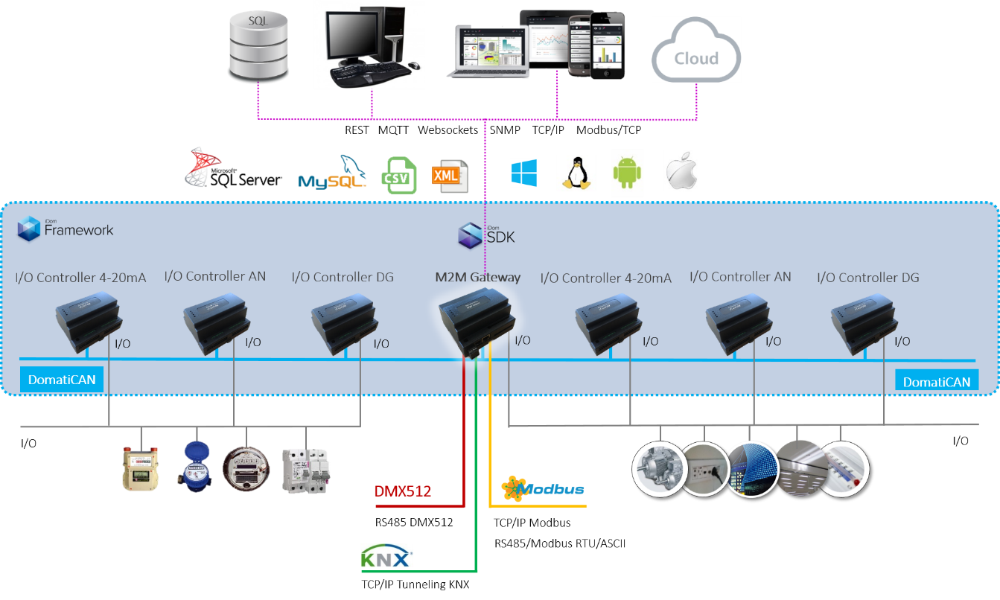 SQL
Cloud
REST MQTT Websockets SNMP TCP/IP Modbus/TCP
Microsoft®
SQL Server®
MySQL
CSV
XML
iDom
Framework
iDom
SDK
I/O Controller 4-20mA
I/O Controller AN
I/O Controller DG
M2M Gateway
I/O Controller 4-20mA
I/O Controller AN
I/O Controller DG
I/O
I/O
I/O
I/O
I/O
I/O
I/O
DomatiCAN
DomatiCAN
I/O
I/O
DMX512
RS485 DMX512
Modbus
TCP/IP Modbus
RS485/Modbus RTU/ASCII
KNX®
TCP/IP Tunneling KNX